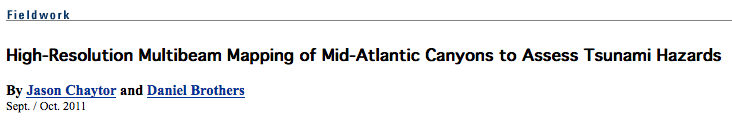 Fieldwork
High-Resolution Multibeam Mapping of Mid-Atlantic Canyons to Assess Tsunami Hazards
By Jason Chaytor and Daniel Brothers
Sept. / Oct. 2011